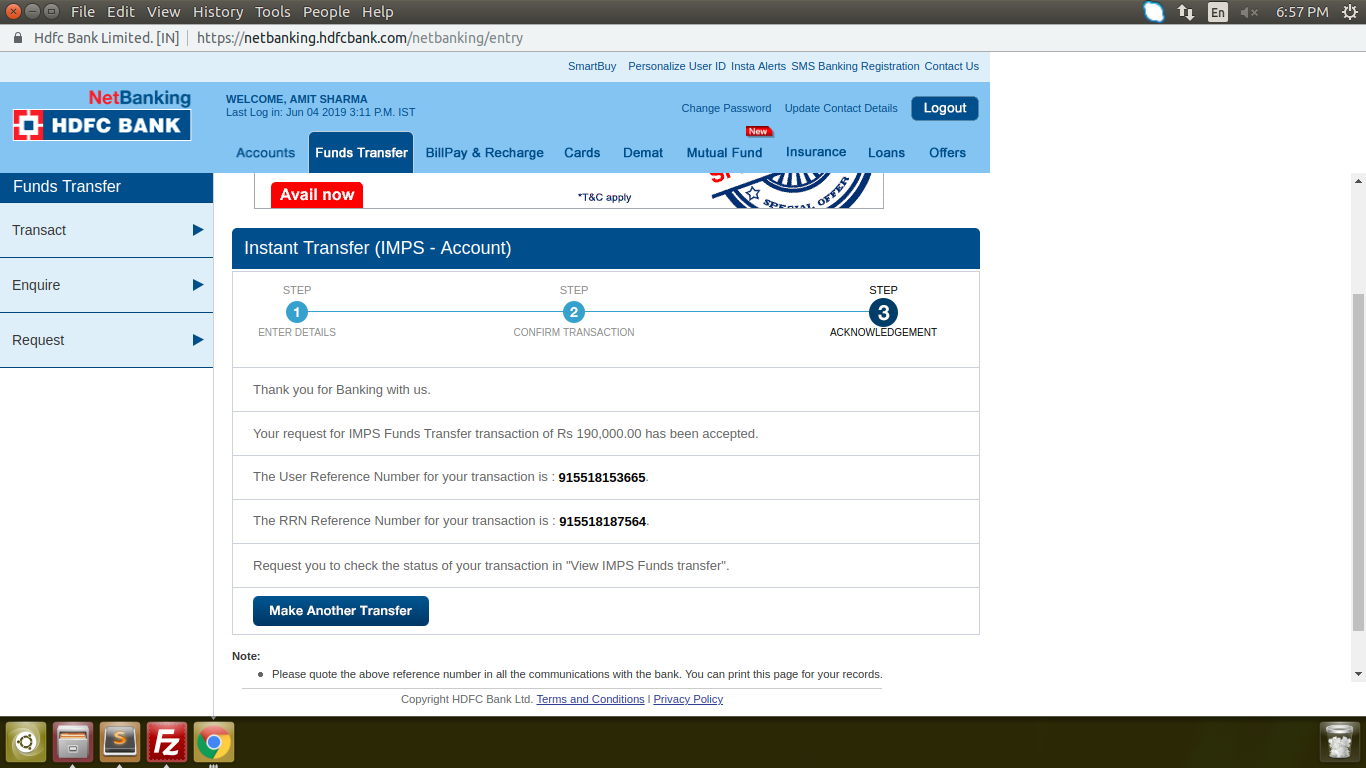 File Edit View History Tools People Help
En 6:57 PM
Hdfc Bank Limited. [IN] https://netbanking.hdfcbank.com/netbanking/entry
SmartBuy Personalize User ID Insta Alerts SMS Banking Registration Contact Us
NetBanking
HDFC BANK
WELCOME, AMIT SHARMA
Last Log in: Jun 04 2019 3:11 P.M. IST
Change Password Update Contact Details Logout
New
Accounts Funds Transfer BillPay & Recharge Cards Demat Mutual Fund Insurance Loans Offers
Funds Transfer
Transact
Enquire
Request
Avail now
*T&C apply
SPECIAL OFFER
Instant Transfer (IMPS - Account)
STEP STEP STEP
1 2 3
ENTER DETAILS CONFIRM TRANSACTION ACKNOWLEDGEMENT
Thank you for Banking with us.
Your request for IMPS Funds Transfer transaction of Rs 190,000.00 has been accepted.
The User Reference Number for your transaction is : 915518153665.
The RRN Reference Number for your transaction is : 915518187564.
Request you to check the status of your transaction in "View IMPS Funds transfer".
Make Another Transfer
Note:
Please quote the above reference number in all the communications with the bank. You can print this page for your records.
Copyright HDFC Bank Ltd. Terms and Conditions | Privacy Policy
S
Fz